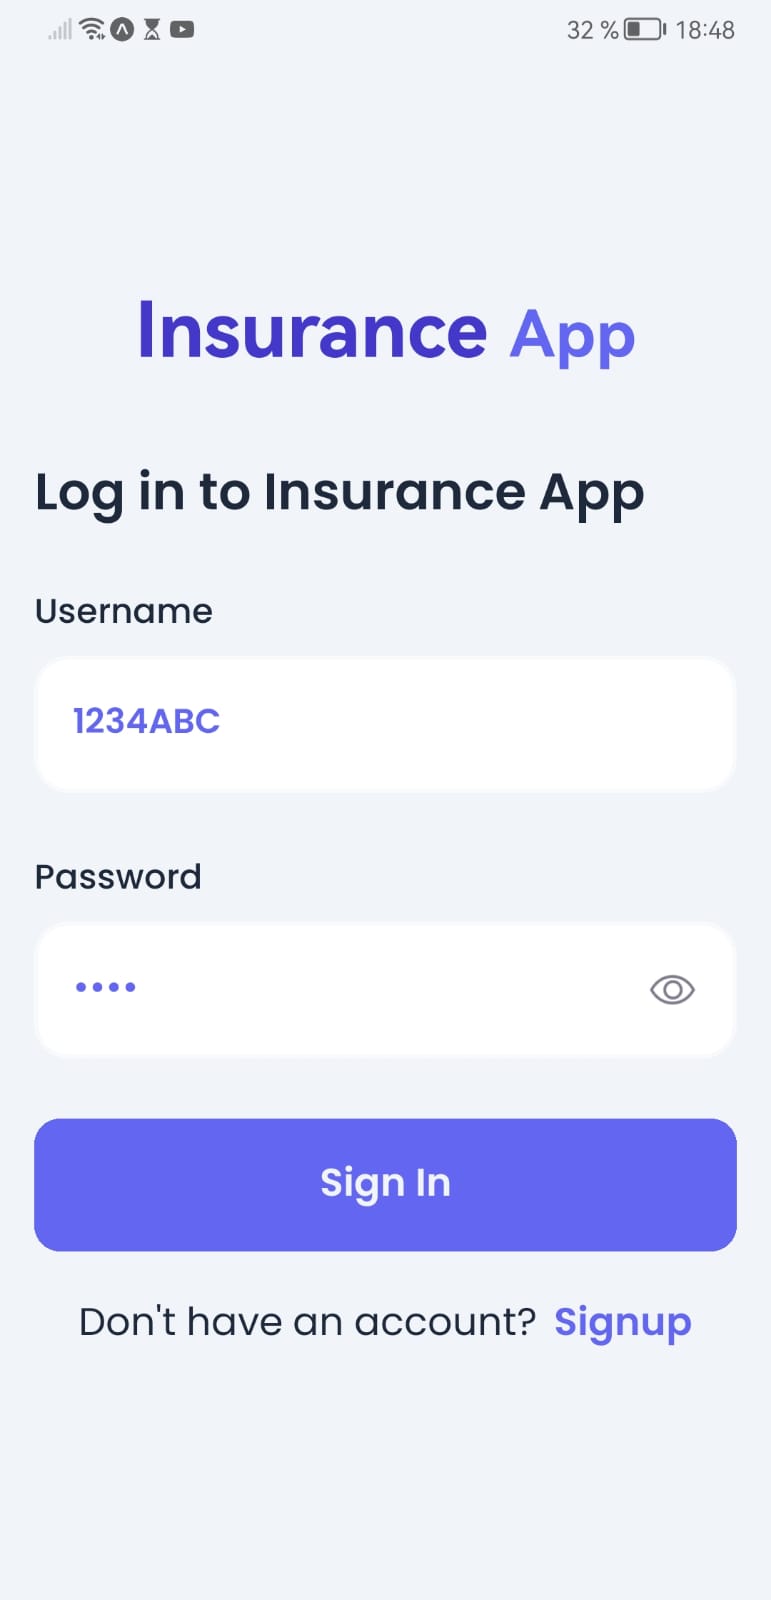 32 % 18:48
Insurance App
Log in to Insurance App
Username
1234ABC
Password
••••
Sign In
Don't have an account? Signup